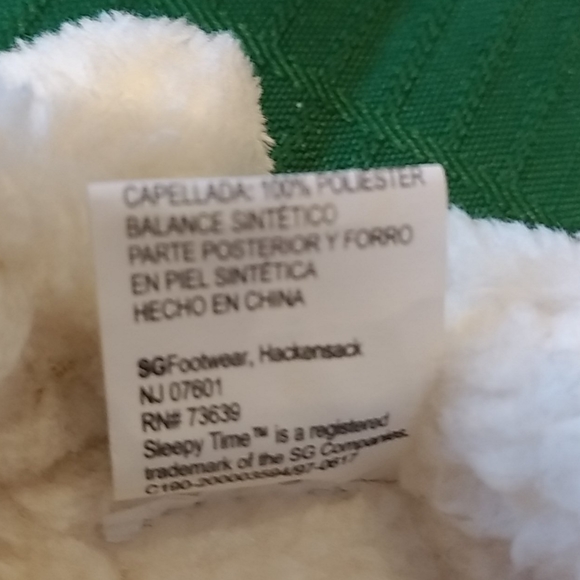 CAPELLADA: 100% POLIESTER
BALANCE SINTÉTICO
PARTE POSTERIOR Y FORRO
EN PIEL SINTÉTICA
HECHO EN CHINA
SGFootwear, Hackensack
NJ 07601
RN# 73639
Sleepy Time™ is a registered
trademark of the SG Companies.